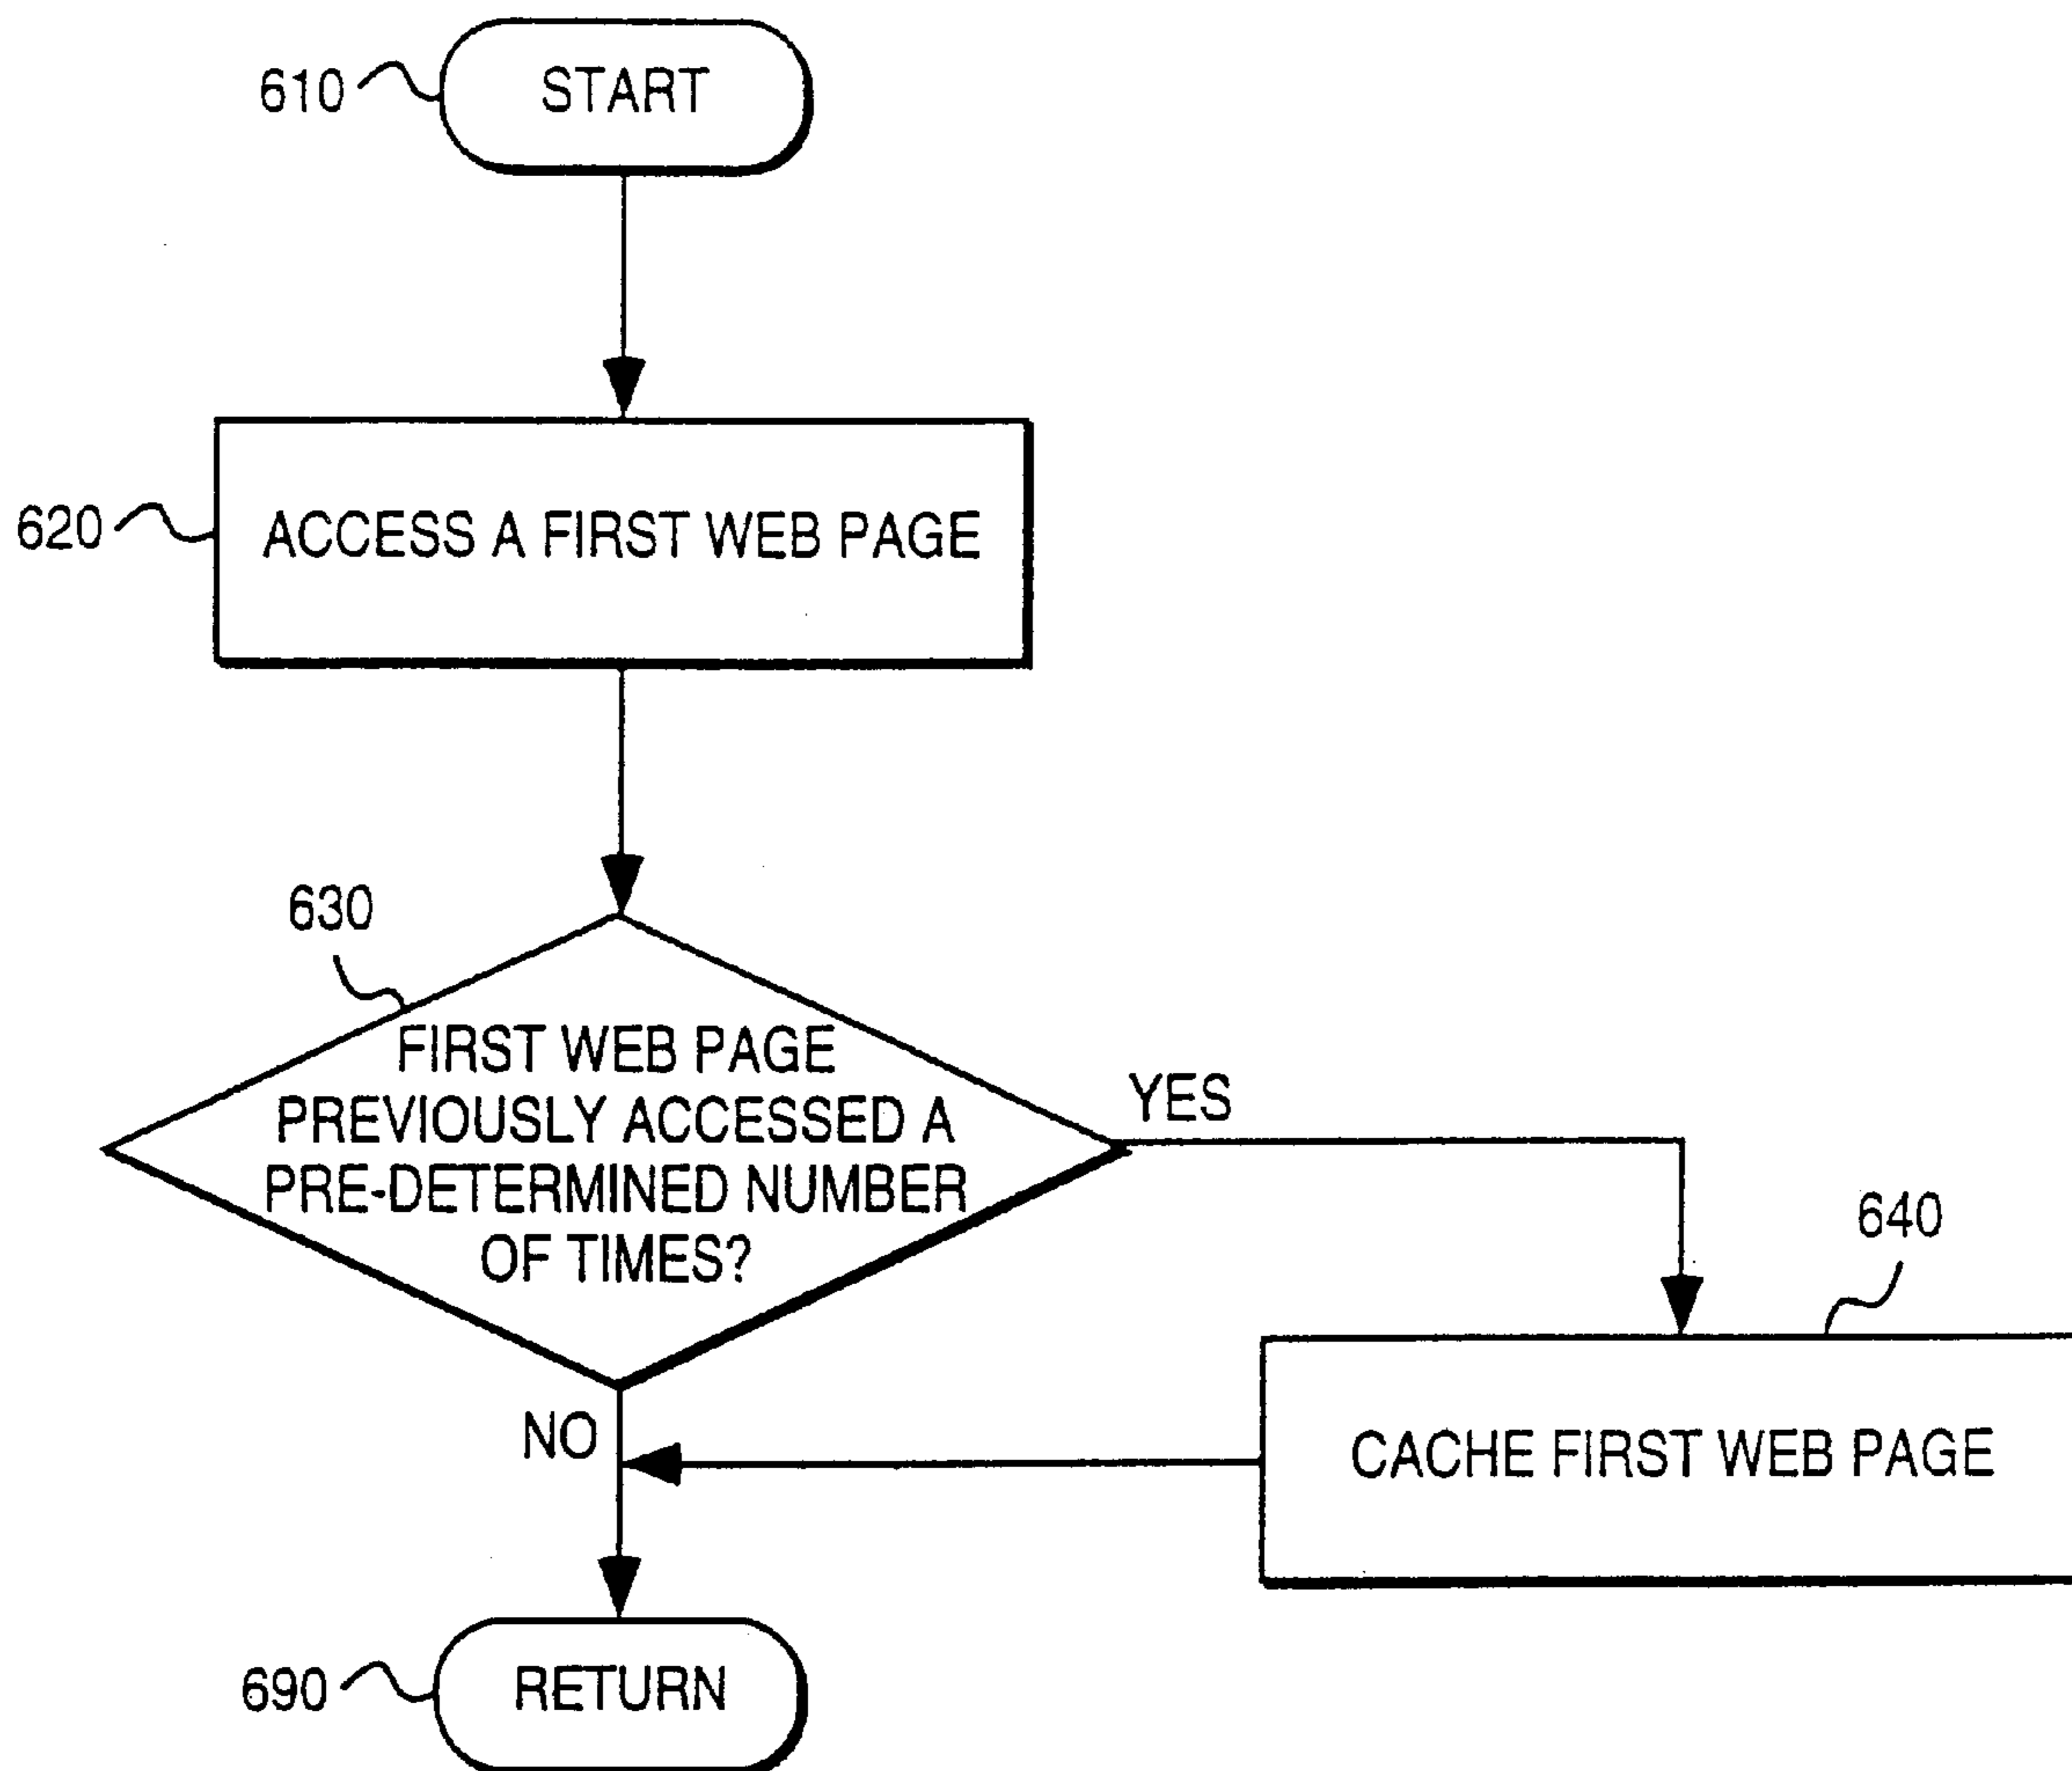 610
START
620
ACCESS A FIRST WEB PAGE
630
FIRST WEB PAGE
PREVIOUSLY ACCESSED A
PRE-DETERMINED NUMBER
OF TIMES?
YES
640
NO
CACHE FIRST WEB PAGE
690
RETURN